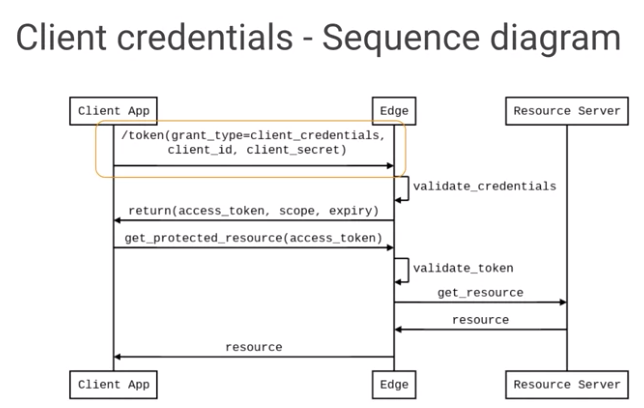 Client credentials - Sequence diagram
Client App
Edge
Resource Server
/token(grant_type=client_credentials,
client_id, client_secret)
validate_credentials
return(access_token, scope, expiry)
get_protected_resource(access_token)
validate_token
get_resource
resource
resource
Client App
Edge
Resource Server